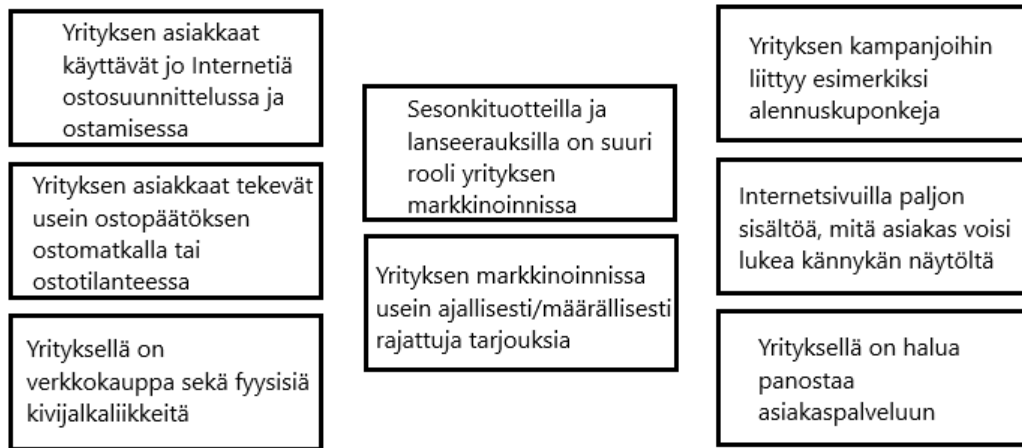 Yrityksen asiakkaat
käyttävät jo Internetiä
ostosuunnittelussa ja
ostamisessa
Yrityksen asiakkaat tekevät
usein ostopäätöksen
ostomatkalla tai
ostotilanteessa
Yrityksellä on
verkkokauppa sekä fyysisiä
kivijalkaliikkeitä
Sesonkituotteilla ja
lanseerauksilla on suuri
rooli yrityksen
markkinoinnissa
Yrityksen markkinoinnissa
usein ajallisesti/määrällisesti
rajattuja tarjouksia
Yrityksen kampanjoihin
liittyy esimerkiksi
alennuskuponkeja
Internetsivuilla paljon
sisältöä, mitä asiakas voisi
lukea kännykän näytöltä
Yrityksellä on halua
panostaa
asiakaspalveluun